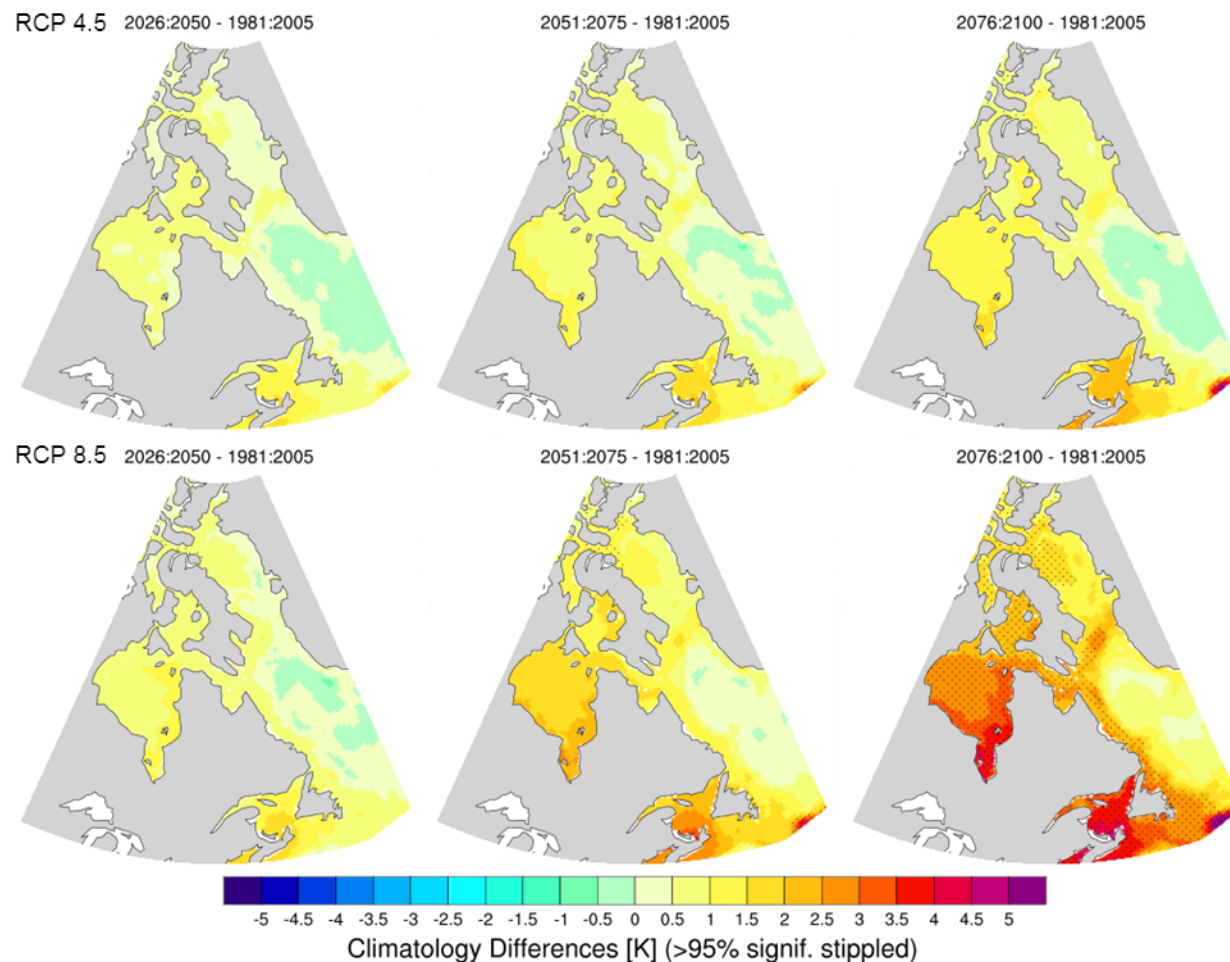 RCP 4.5
2026:2050 - 1981:2005
2051:2075 - 1981:2005
2076:2100 - 1981:2005
RCP 8.5
2026:2050 - 1981:2005
2051:2075 - 1981:2005
2076:2100 - 1981:2005
-5 -4.5 -4 -3.5 -3 -2.5 -2 -1.5 -1 -0.5 0 0.5 1 1.5 2 2.5 3 3.5 4 4.5 5
Climatology Differences [K] (>95% signif. stippled)